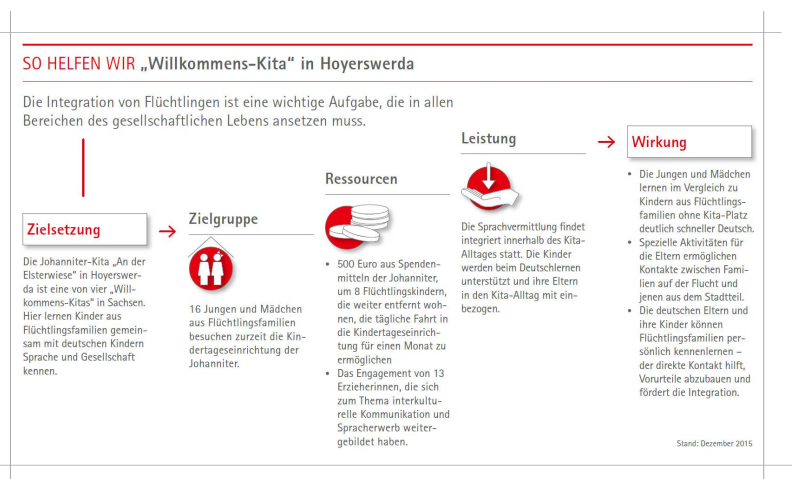 SO HELFEN WIR „Willkommens-Kita“ in Hoyerswerda
Die Integration von Flüchtlingen ist eine wichtige Aufgabe, die in allen
Bereichen des gesellschaftlichen Lebens ansetzen muss.
Zielsetzung
Die Johanniter-Kita „An der
Elsterwiese“ in Hoyerswer-
da ist eine von vier „Will-
kommens-Kitas“ in Sachsen.
Hier lernen Kinder aus
Flüchtlingsfamilien gemein-
sam mit deutschen Kindern
Sprache und Gesellschaft
kennen.
Zielgruppe
16 Jungen und Mädchen
aus Flüchtlingsfamilien
besuchen zurzeit die Kin-
dertageseinrichtung der
Johanniter.
Ressourcen
• 500 Euro aus Spenden-
mitteln der Johanniter,
um 8 Flüchtlingskindern,
die weiter entfernt woh-
nen, die tägliche Fahrt in
die Kindertageseinrich-
tung für einen Monat zu
ermöglichen
• Das Engagement von 13
Erzieherinnen, die sich
zum Thema interkultu-
relle Kommunikation und
Spracherwerb weiter-
gebildet haben.
Leistung
Die Sprachvermittlung findet
integriert innerhalb des Kita-
Alltages statt. Die Kinder
werden beim Deutschlernen
unterstützt und ihre Eltern
in den Kita-Alltag mit ein-
bezogen.
Wirkung
• Die Jungen und Mädchen
lernen im Vergleich zu
Kindern aus Flüchtlings-
familien ohne Kita-Platz
deutlich schneller Deutsch.
• Spezielle Aktivitäten für
die Eltern ermöglichen
Kontakte zwischen Fami-
lien auf der Flucht und
jenen aus dem Stadtteil.
• Die deutschen Eltern und
ihre Kinder können
Flüchtlingsfamilien per-
sönlich kennenlernen –
der direkte Kontakt hilft,
Vorurteile abzubauen und
fördert die Integration.
Stand: Dezember 2015